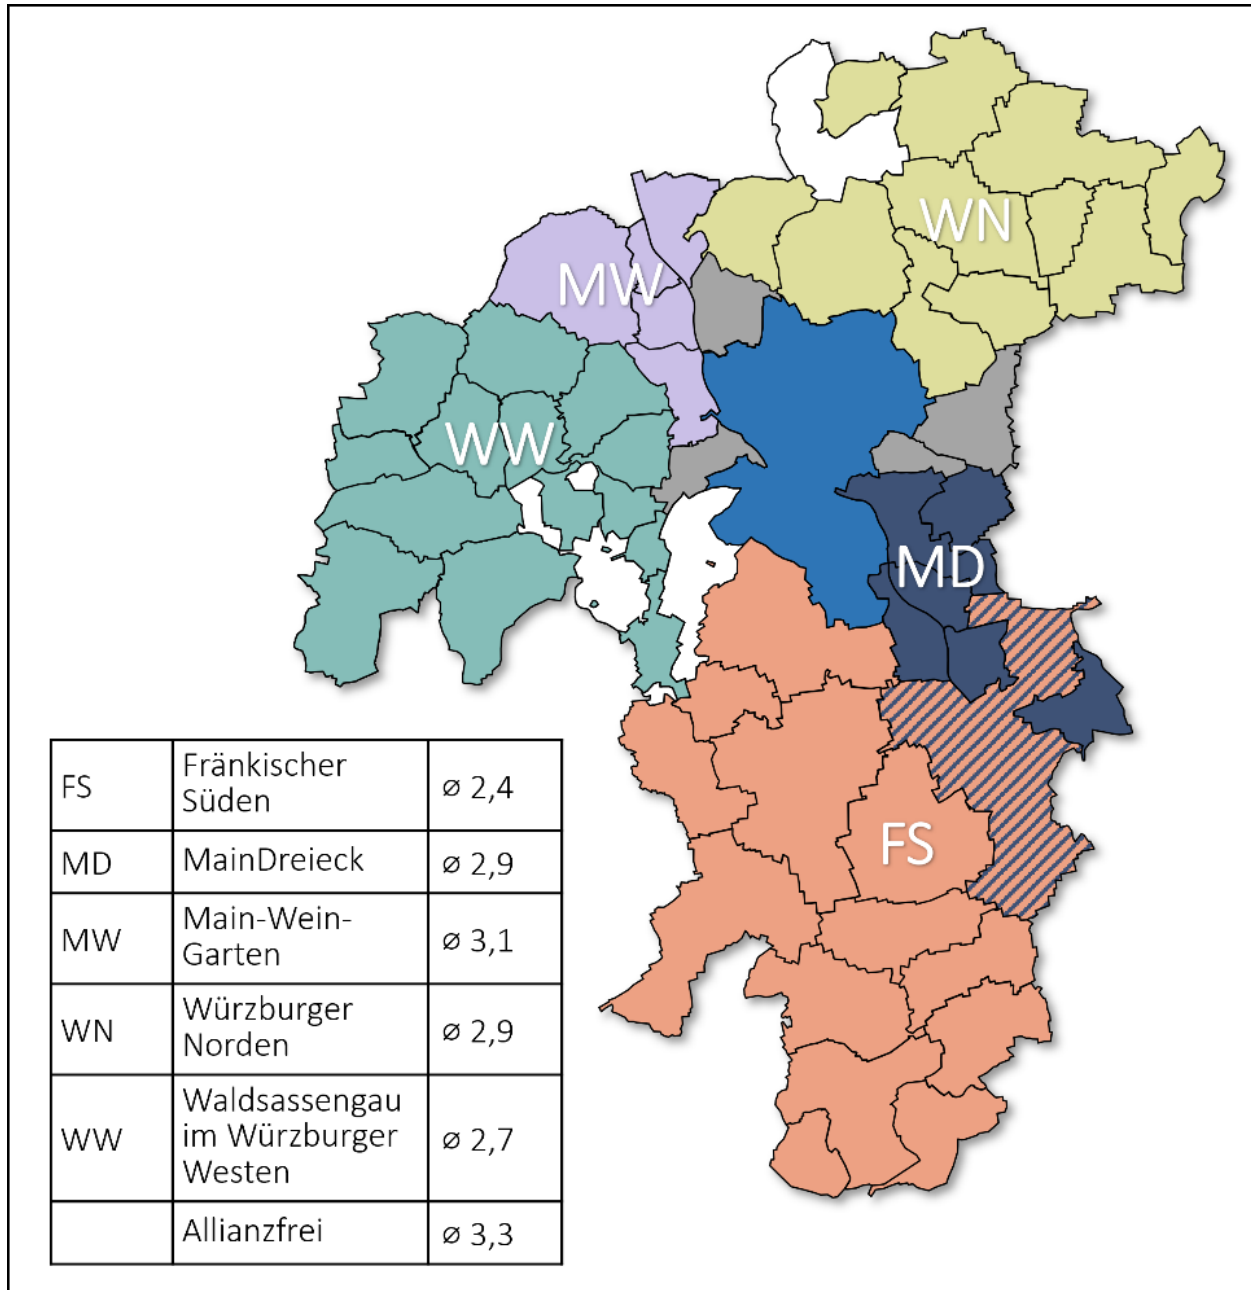 WN
MW
WW
MD
FS
FS
Fränkischer
Süden
⌀ 2,4
MD
MainDreieck
⌀ 2,9
MW
Main-Wein-
Garten
⌀ 3,1
WN
Würzburger
Norden
⌀ 2,9
WW
Waldsassengau
im Würzburger
Westen
⌀ 2,7
Allianzfrei
⌀ 3,3